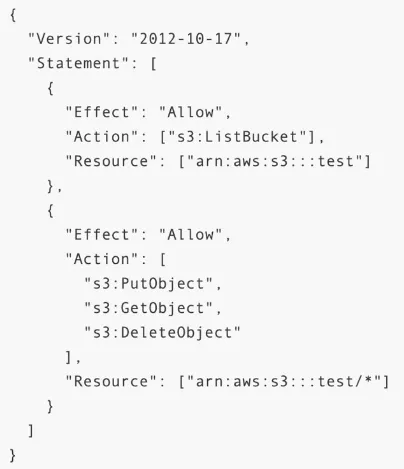 {
  "Version": "2012-10-17",
  "Statement": [
    {
      "Effect": "Allow",
      "Action": ["s3:ListBucket"],
      "Resource": ["arn:aws:s3:::test"]
    },
    {
      "Effect": "Allow",
      "Action": [
        "s3:PutObject",
        "s3:GetObject",
        "s3:DeleteObject"
      ],
      "Resource": ["arn:aws:s3:::test/*"]
    }
  ]
}